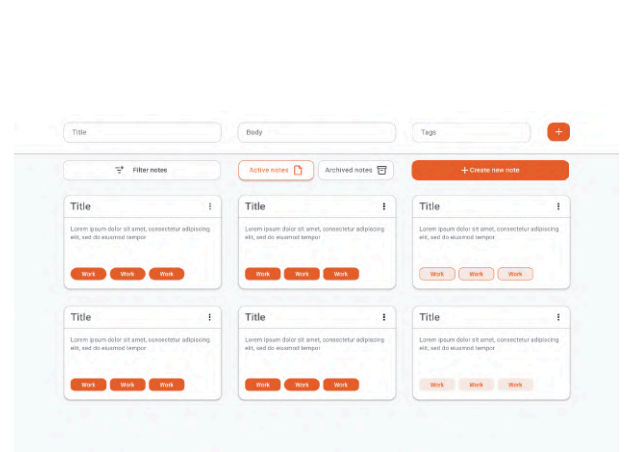 Title Body Tags +
Filter notes Active notes Archived notes + Create new note
Title Title Title
Lorem ipsum dolor sit amet, consectetur adipiscing Lorem ipsum dolor sit amet, consectetur adipiscing Lorem ipsum dolor sit amet, consectetur adipiscing
elit, sed do eiusmod tempor elit, sed do eiusmod tempor elit, sed do eiusmod tempor
Work Work Work Work Work Work Work Work Work
Title Title Title
Lorem ipsum dolor sit amet, consectetur adipiscing Lorem ipsum dolor sit amet, consectetur adipiscing Lorem ipsum dolor sit amet, consectetur adipiscing
elit, sed do eiusmod tempor elit, sed do eiusmod tempor elit, sed do eiusmod tempor
Work Work Work Work Work Work Work Work Work